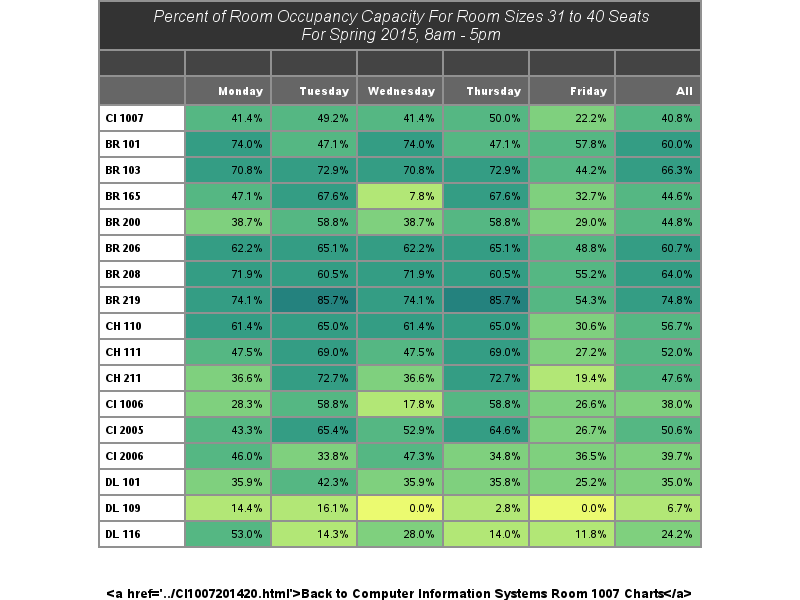 Percent of Room Occupancy Capacity For Room Sizes 31 to 40 Seats
For Spring 2015, 8am - 5pm
Monday Tuesday Wednesday Thursday Friday All
CI 1007 41.4% 49.2% 41.4% 50.0% 22.2% 40.8%
BR 101 74.0% 47.1% 74.0% 47.1% 57.8% 60.0%
BR 103 70.8% 72.9% 70.8% 72.9% 44.2% 66.3%
BR 165 47.1% 67.6% 7.8% 67.6% 32.7% 44.6%
BR 200 38.7% 58.8% 38.7% 58.8% 29.0% 44.8%
BR 206 62.2% 65.1% 62.2% 65.1% 48.8% 60.7%
BR 208 71.9% 60.5% 71.9% 60.5% 55.2% 64.0%
BR 219 74.1% 85.7% 74.1% 85.7% 54.3% 74.8%
CH 110 61.4% 65.0% 61.4% 65.0% 30.6% 56.7%
CH 111 47.5% 69.0% 47.5% 69.0% 27.2% 52.0%
CH 211 36.6% 72.7% 36.6% 72.7% 19.4% 47.6%
CI 1006 28.3% 58.8% 17.8% 58.8% 26.6% 38.0%
CI 2005 43.3% 65.4% 52.9% 64.6% 26.7% 50.6%
CI 2006 46.0% 33.8% 47.3% 34.8% 36.5% 39.7%
DL 101 35.9% 42.3% 35.9% 35.8% 25.2% 35.0%
DL 109 14.4% 16.1% 0.0% 2.8% 0.0% 6.7%
DL 116 53.0% 14.3% 28.0% 14.0% 11.8% 24.2%
<a href='../CI1007201420.html'>Back to Computer Information Systems Room 1007 Charts</a>